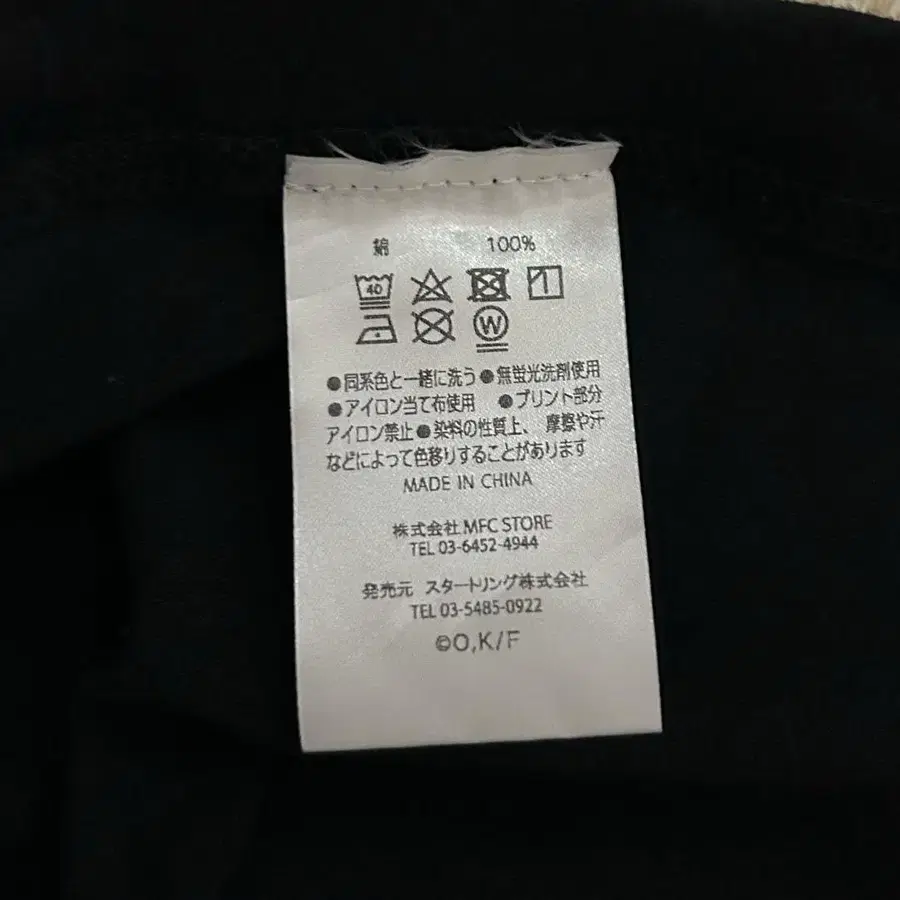 綿 100%
40
W
●同系色と一緒に洗う●無蛍光洗剤使用
●アイロン当て布使用 ●プリント部分
アイロン禁止●染料の性質上、摩擦や汗
などによって色移りすることがあります
MADE IN CHINA
株式会社 MFC STORE
TEL 03-6452-4944
発売元 スタートリング株式会社
TEL 03-5485-0922
©O,K/F